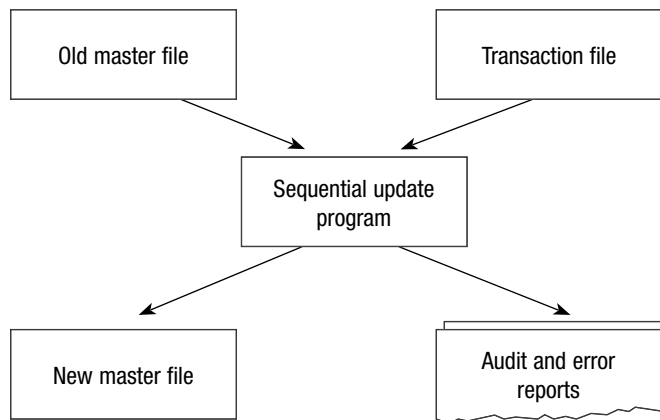 Old master file
Transaction file
Sequential update
program
New master file
Audit and error
reports